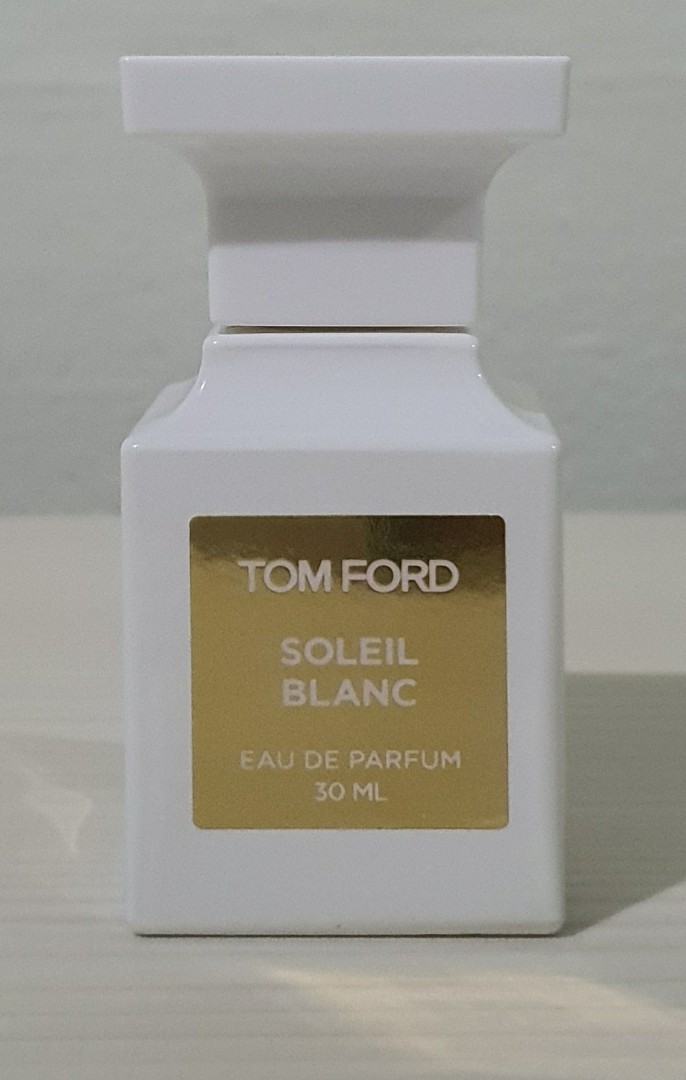 TOM FORD
SOLEIL
BLANC
EAU DE PARFUM
30 ML